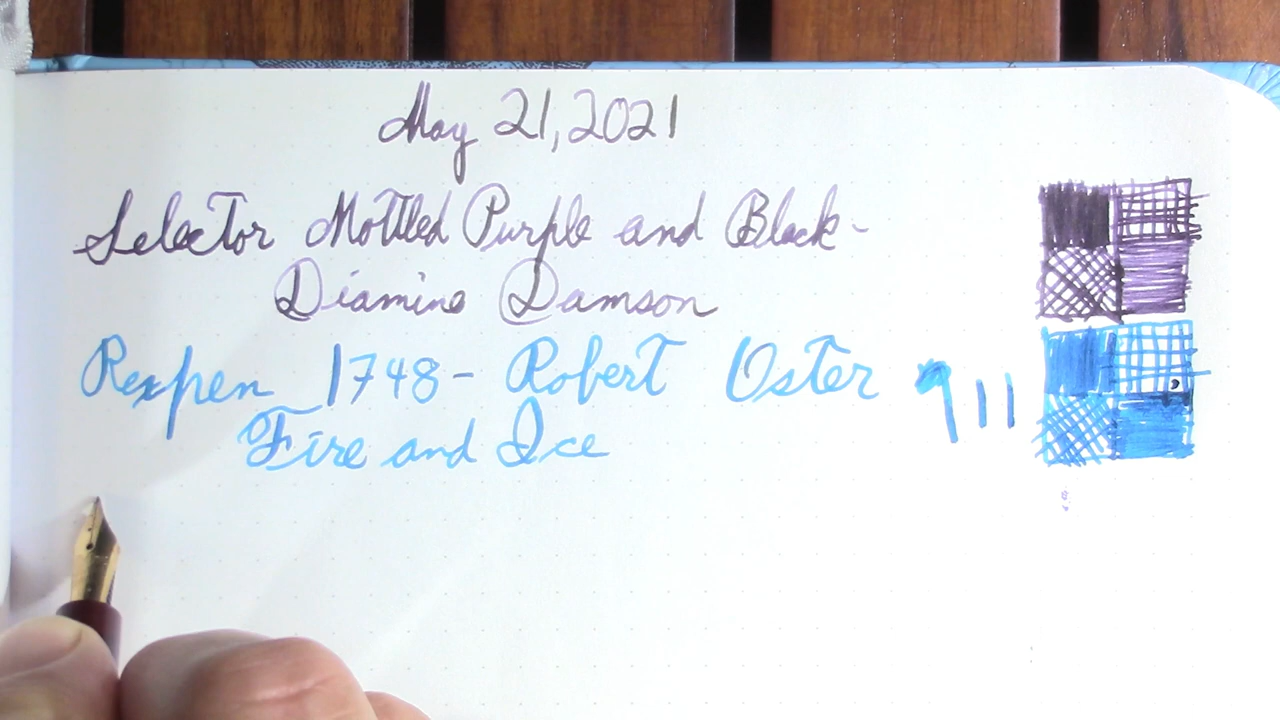 May 21, 2021
Selector Mottled Purple and Black-
Diamine Damson
Rexpen 1748- Robert Oster
Fire and Ice